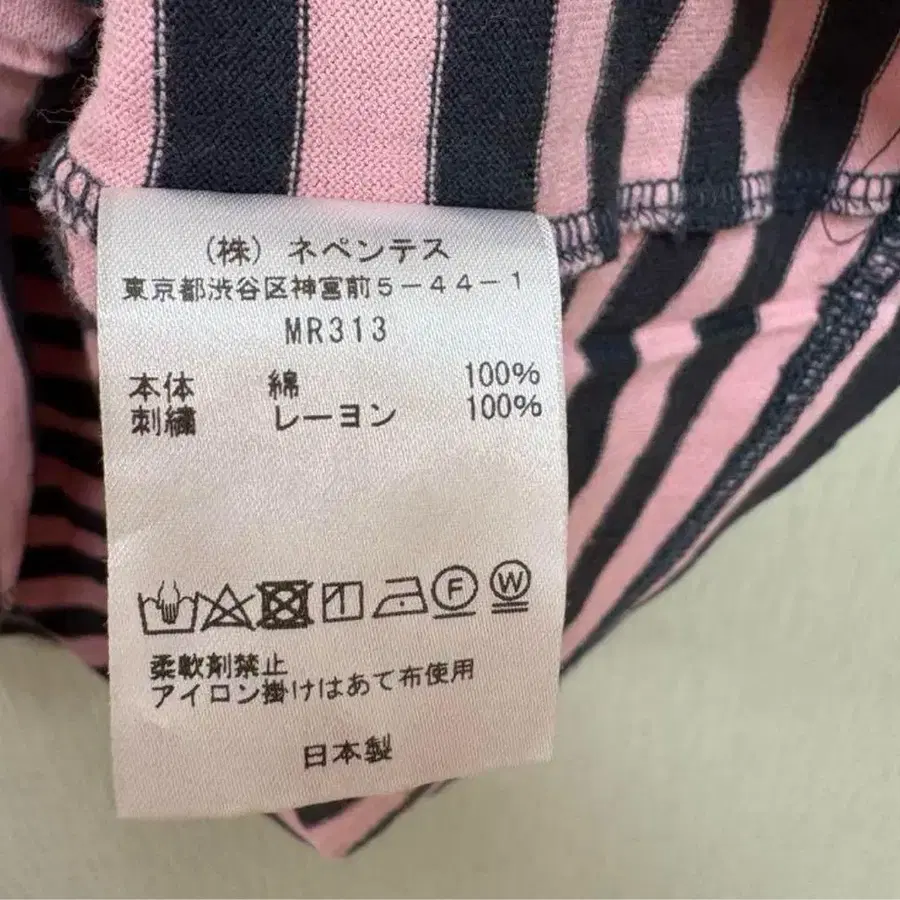 (株) ネペンテス
東京都渋谷区神宮前5-44-1
MR313
本体 綿 100%
刺繍 レーヨン 100%
F W
柔軟剤禁止
アイロン掛けはあて布使用
日本製